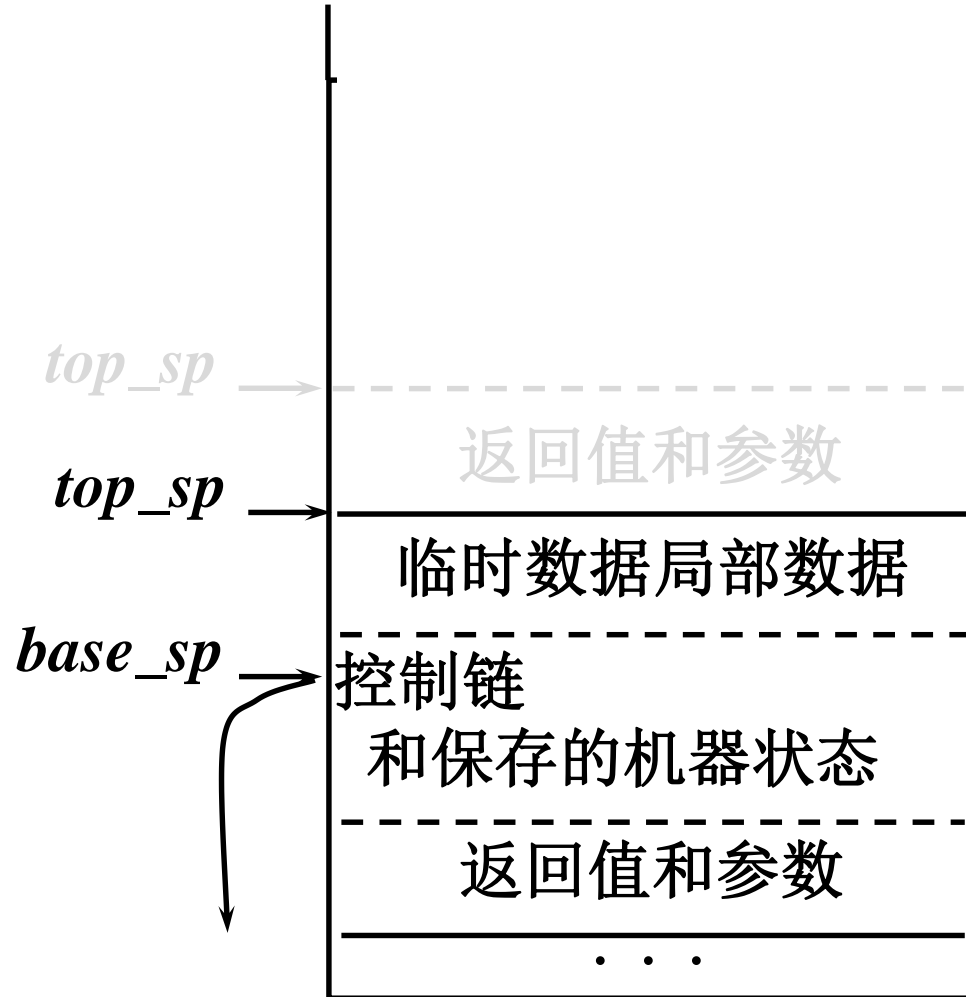 top_sp
返回值和参数
top_sp
临时数据局部数据
base_sp
控制链
和保存的机器状态
返回值和参数
. . .